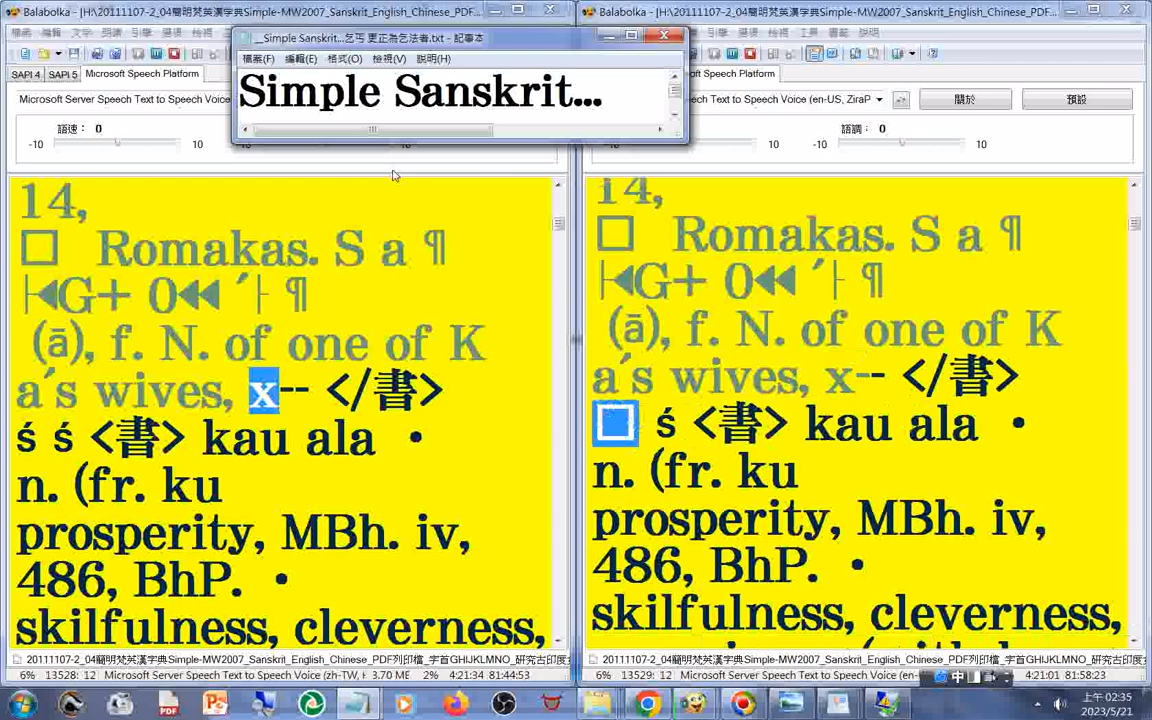 Balabolka - [H:\20111107-2_04簡明梵英漢字典Simple-MW2007_Sanskrit_English_Chinese_PDF...
Balabolka - [H:\20111107-2_04簡明梵英漢字典Simple-MW2007_Sanskrit_English_Chinese_PDF...
__Simple Sanskrit...乞丐 更正為乞法者.txt - 記事本
檔案(F) 編輯(E) 格式(O) 檢視(V) 說明(H)
Simple Sanskrit...
SAPI 4 SAPI 5 Microsoft Speech Platform
Microsoft Server Speech Text to Speech Voice
ech Text to Speech Voice (en-US, ZiraP
關於
預設
語速： 0
-10
10
10
語調： 0
-10
10
14,
□ Romakas. S a ¶
├◀G+ 0◀◀ ´├ ¶
(ā), f. N. of one of K
a´s wives, x-- </書>
ś ś <書> kau ala •
n. (fr. ku
prosperity, MBh. iv,
486, BhP. •
skilfulness, cleverness,
14,
□ Romakas. S a ¶
├◀G+ 0◀◀ ´├ ¶
(ā), f. N. of one of K
a´s wives, x-- </書>
□ ś <書> kau ala •
n. (fr. ku
prosperity, MBh. iv,
486, BhP. •
skilfulness, cleverness,
20111107-2_04簡明梵英漢字典Simple-MW2007_Sanskrit_English_Chinese_PDF列印檔_字首GHIJKLMNO_研究古印度
20111107-2_04簡明梵英漢字典Simple-MW2007_Sanskrit_English_Chinese_PDF列印檔_字首GHIJKLMNO_研究古印度
6% 13528: 12 Microsoft Server Speech Text to Speech Voice (zh-TW, H 3.70 ME 2% 4:21:34 81:44:53
6% 13529: 12 Microsoft Server Speech Text to Speech Voice 4:21:01 81:58:23
中
上午 02:35
2023/5/21